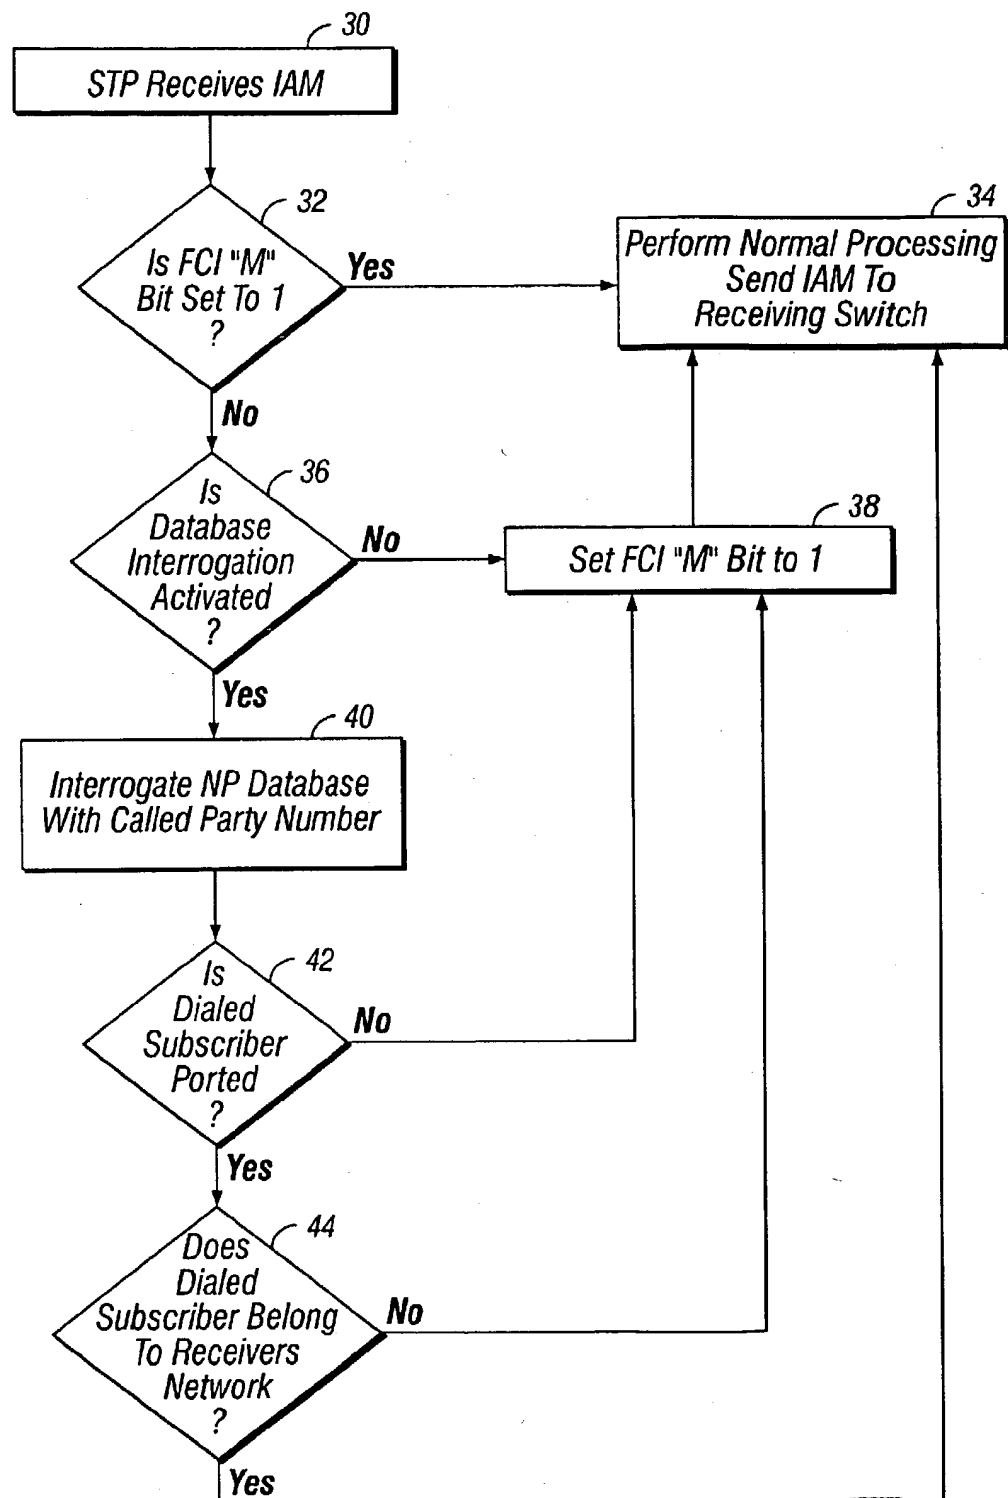 30
STP Receives IAM
32
Is FCI "M"
Bit Set To 1
?
Yes
No
34
Perform Normal Processing
Send IAM To
Receiving Switch
36
Is
Database
Interrogation
Activated
?
No
Yes
38
Set FCI "M" Bit to 1
40
Interrogate NP Database
With Called Party Number
42
Is
Dialed
Subscriber
Ported
?
No
Yes
44
Does
Dialed
Subscriber Belong
To Receivers
Network
?
No
Yes